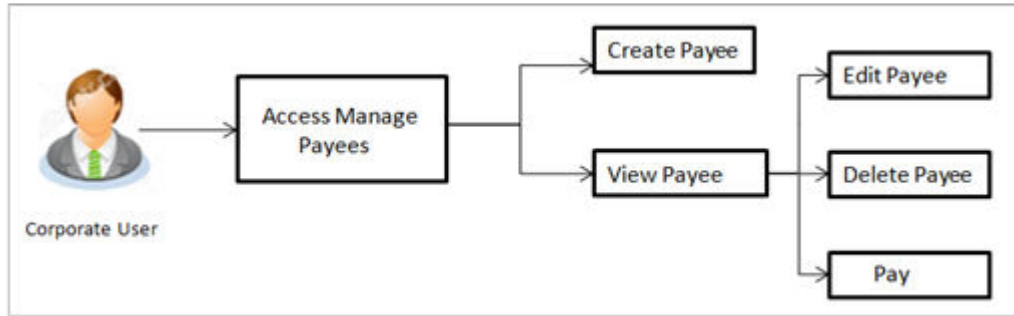 Create Payee
Edit Payee
Access Manage
Payees
View Payee
Delete Payee
Corporate User
Pay